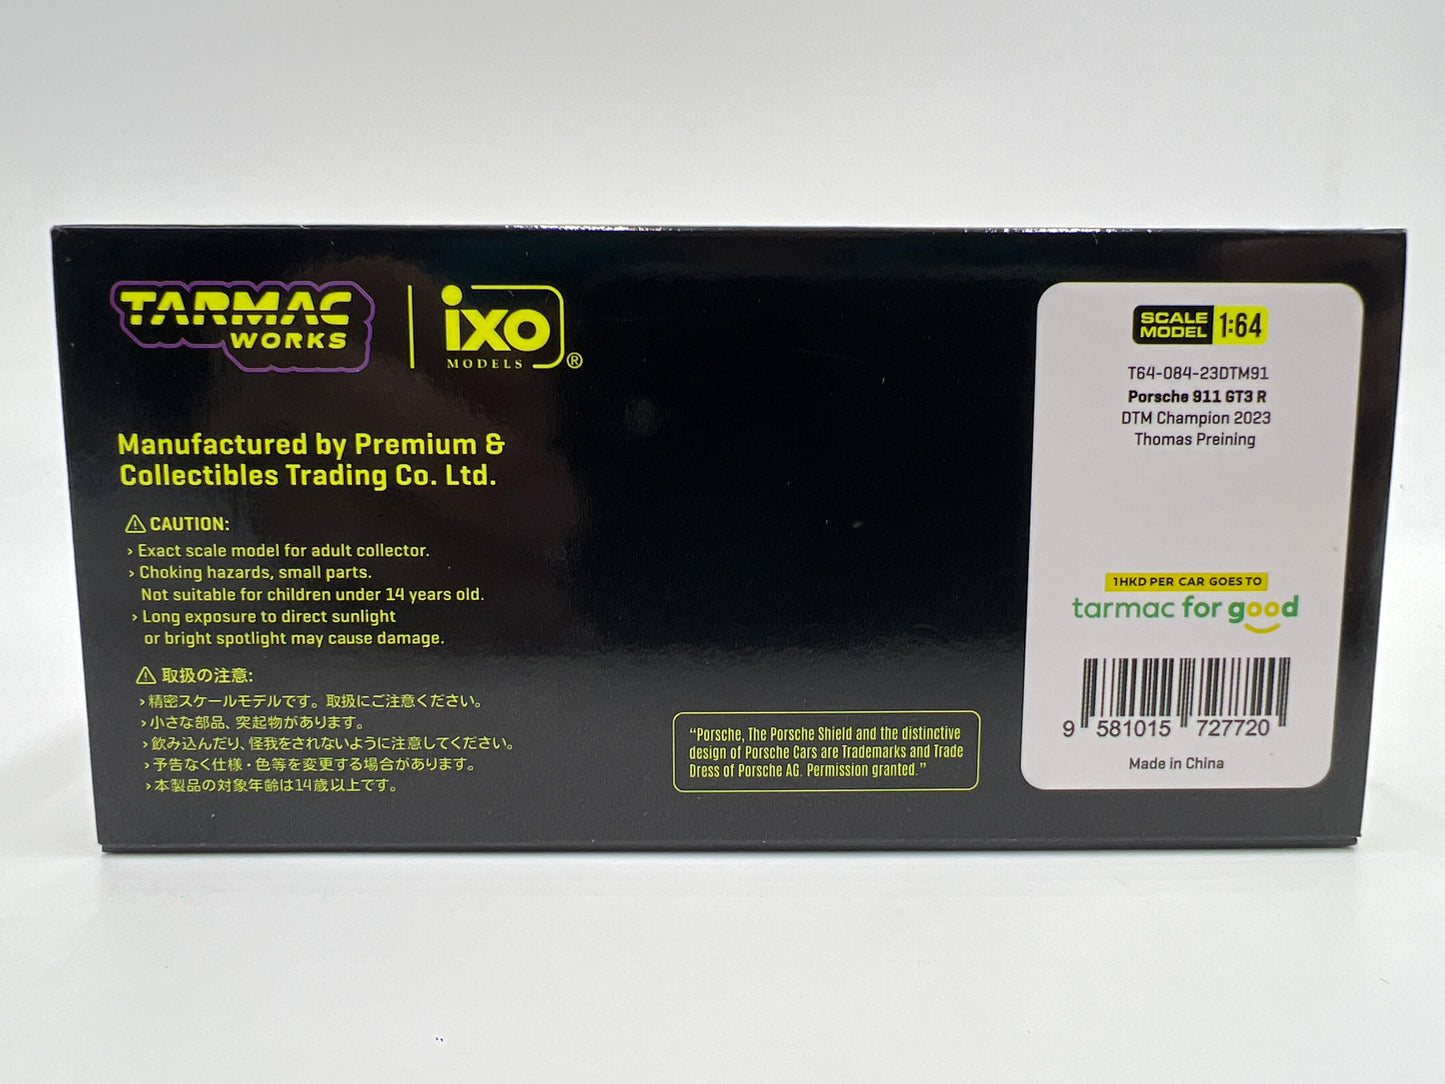 TARMAC
WORKS
ixo
MODELS ®
Manufactured by Premium &
Collectibles Trading Co. Ltd.
CAUTION:
› Exact scale model for adult collector.
› Choking hazards, small parts.
Not suitable for children under 14 years old.
› Long exposure to direct sunlight
or bright spotlight may cause damage.
取扱の注意:
›精密スケールモデルです。取扱にご注意ください。
›小さな部品、突起物があります。
›飲み込んだり、怪我をされないように注意してください。
›予告なく仕様・色等を変更する場合があります。
›本製品の対象年齢は14歳以上です。
“Porsche, The Porsche Shield and the distinctive
design of Porsche Cars are Trademarks and Trade
Dress of Porsche AG. Permission granted.”
SCALE
MODEL 1:64
T64-084-23DTM91
Porsche 911 GT3 R
DTM Champion 2023
Thomas Preining
1HKD PER CAR GOES TO
tarmac for good
9 581015 727720
Made in China